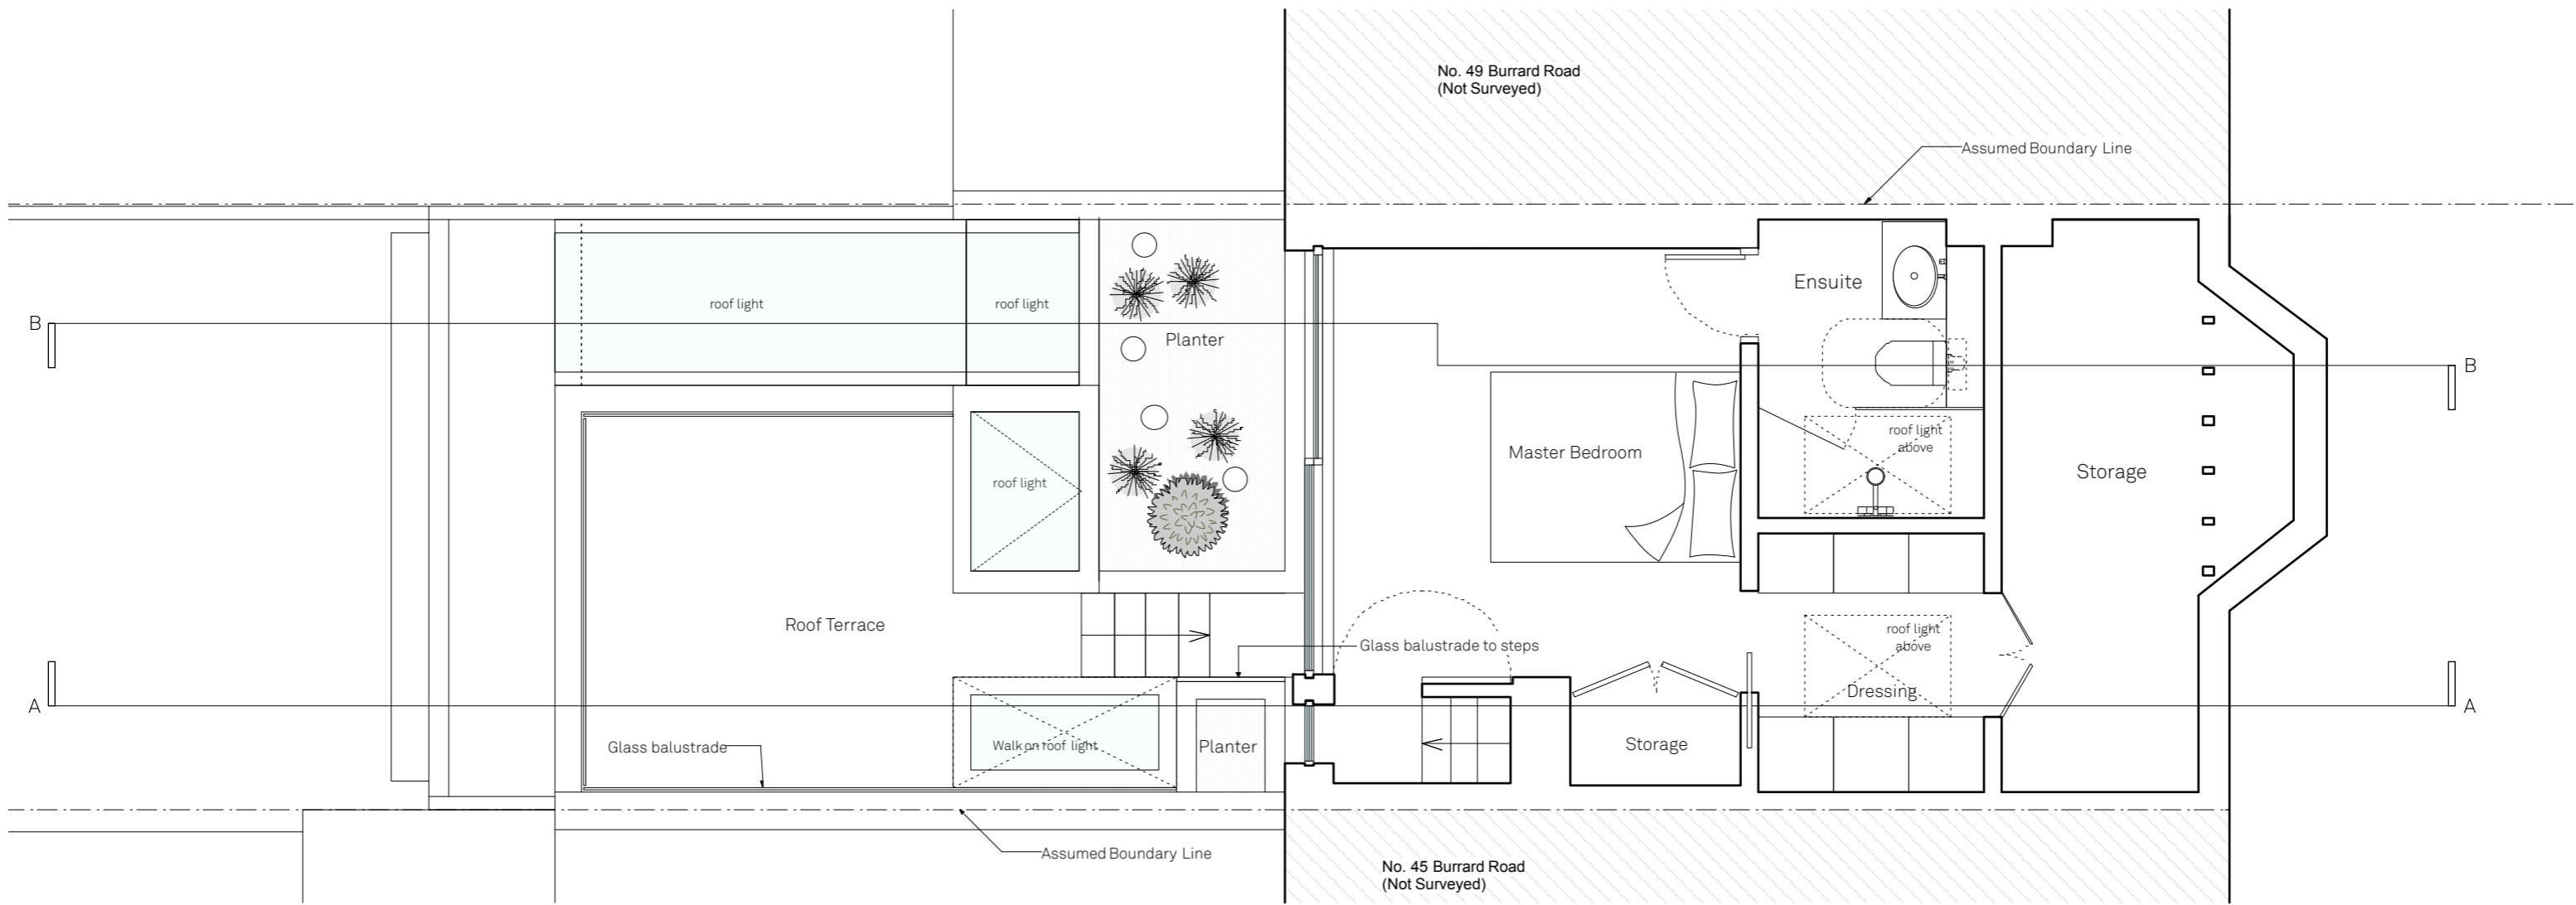 No. 49 Burrard Road
(Not Surveyed)
Assumed Boundary Line
B
roof light
roof light
Planter
Ensuite
B
roof light
Master Bedroom
roof light
above
Storage
Roof Terrace
Glass balustrade to steps
roof light
above
Dressing
A
A
Glass balustrade
Walk on roof light
Planter
Storage
Assumed Boundary Line
No. 45 Burrard Road
(Not Surveyed)